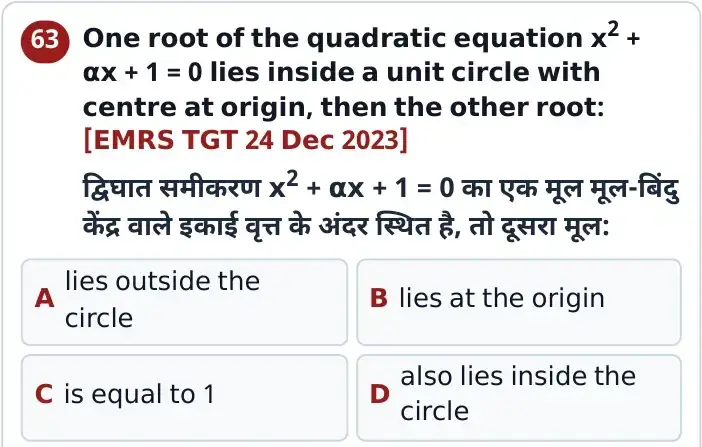 63 One root of the quadratic equation x² +
αx + 1 = 0 lies inside a unit circle with
centre at origin, then the other root:
[EMRS TGT 24 Dec 2023]
द्विघात समीकरण x² + αx + 1 = 0 का एक मूल मूल-बिंदु
केंद्र वाले इकाई वृत्त के अंदर स्थित है, तो दूसरा मूल:
A lies outside the
circle
B lies at the origin
C is equal to 1
D also lies inside the
circle